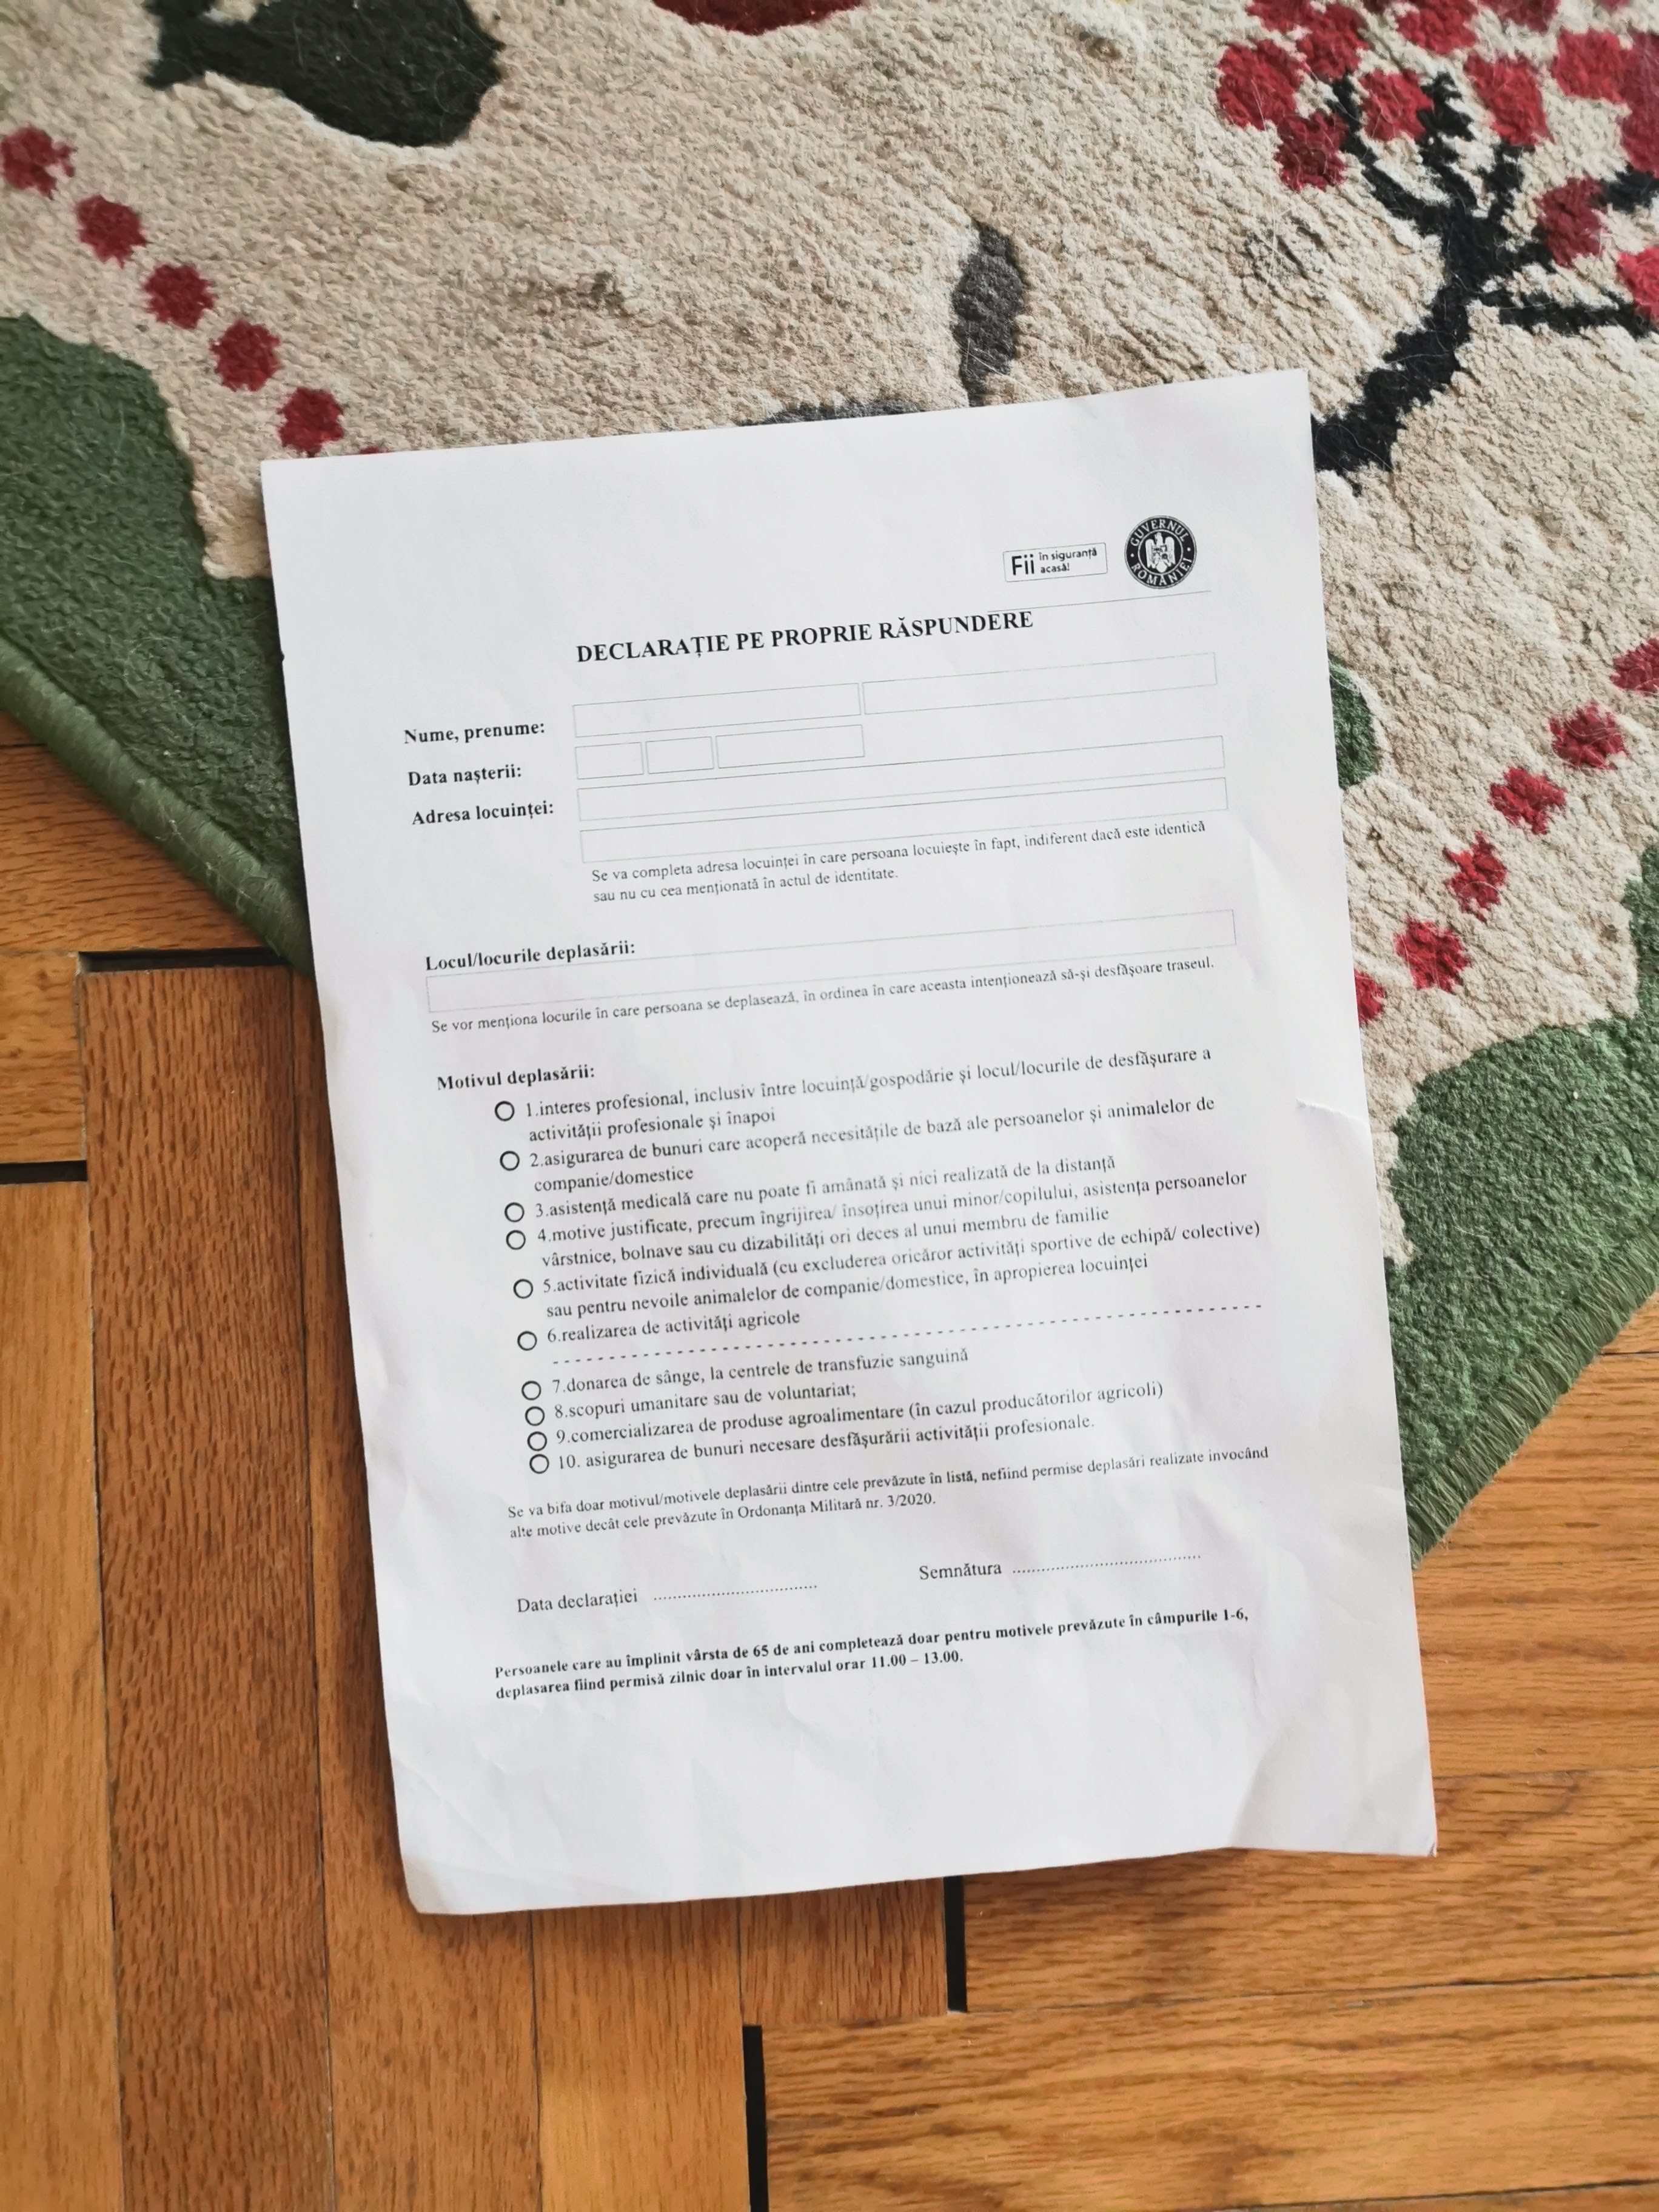 Fii în siguranță
acasă!
GUVERNUL ROMÂNIEI
DECLARAȚIE PE PROPRIE RĂSPUNDERE
Nume, prenume:
Data nașterii:
Adresa locuinței:
Se va completa adresa locuinței în care persoana locuiește în fapt, indiferent dacă este identică
sau nu cu cea menționată în actul de identitate.
Locul/locurile deplasării:
Se vor menționa locurile în care persoana se deplasează, în ordinea în care aceasta intenționează să-și desfășoare traseul.
Motivul deplasării:
1.interes profesional, inclusiv între locuință/gospodărie și locul/locurile de desfășurare a
activității profesionale și înapoi
2.asigurarea de bunuri care acoperă necesitățile de bază ale persoanelor și animalelor de
companie/domestice
3.asistență medicală care nu poate fi amânată și nici realizată de la distanță
4.motive justificate, precum îngrijirea/ însoțirea unui minor/copilului, asistența persoanelor
vârstnice, bolnave sau cu dizabilități ori deces al unui membru de familie
5.activitate fizică individuală (cu excluderea oricăror activități sportive de echipă/ colective)
sau pentru nevoile animalelor de companie/domestice, în apropierea locuinței
6.realizarea de activități agricole
7.donarea de sânge, la centrele de transfuzie sanguină
8.scopuri umanitare sau de voluntariat;
9.comercializarea de produse agroalimentare (în cazul producătorilor agricoli)
10. asigurarea de bunuri necesare desfășurării activității profesionale.
Se va bifa doar motivul/motivele deplasării dintre cele prevăzute în listă, nefiind permise deplasări realizate invocând
alte motive decât cele prevăzute în Ordonanța Militară nr. 3/2020.
Data declarației ..................................... Semnătura ..........................................
Persoanele care au împlinit vârsta de 65 de ani completează doar pentru motivele prevăzute în câmpurile 1-6,
deplasarea fiind permisă zilnic doar în intervalul orar 11.00 – 13.00.